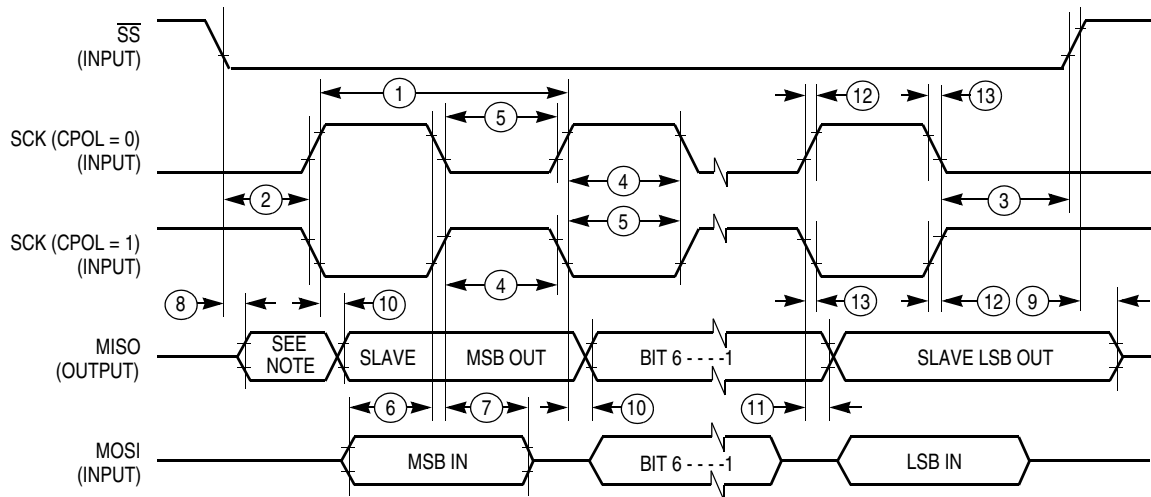 SS
(INPUT)
1
12
13
5
SCK (CPOL = 0)
(INPUT)
4
2
3
5
SCK (CPOL = 1)
(INPUT)
4
8
10
13
12
9
MISO
(OUTPUT)
SEE
NOTE
SLAVE
MSB OUT
BIT 6 - - - -1
SLAVE LSB OUT
6
7
10
11
MOSI
(INPUT)
MSB IN
BIT 6 - - - -1
LSB IN